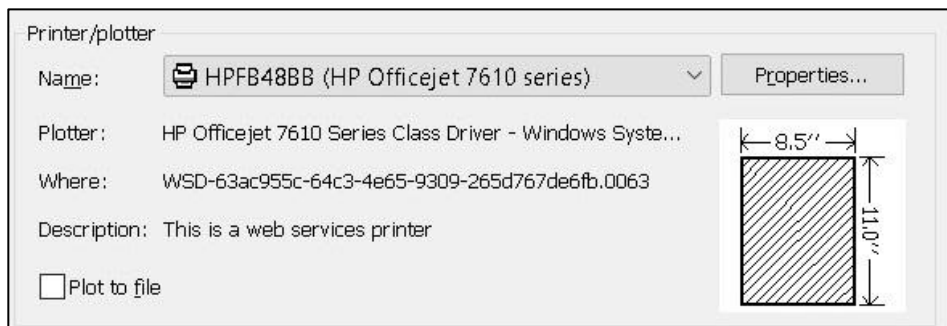 Printer/plotter
Name: HPFB48BB (HP Officejet 7610 series) Properties...
Plotter: HP Officejet 7610 Series Class Driver - Windows Syste...
8.5''
Where: WSD-63ac955c-64c3-4e65-9309-265d767de6fb.0063
11.0''
Description: This is a web services printer
Plot to file